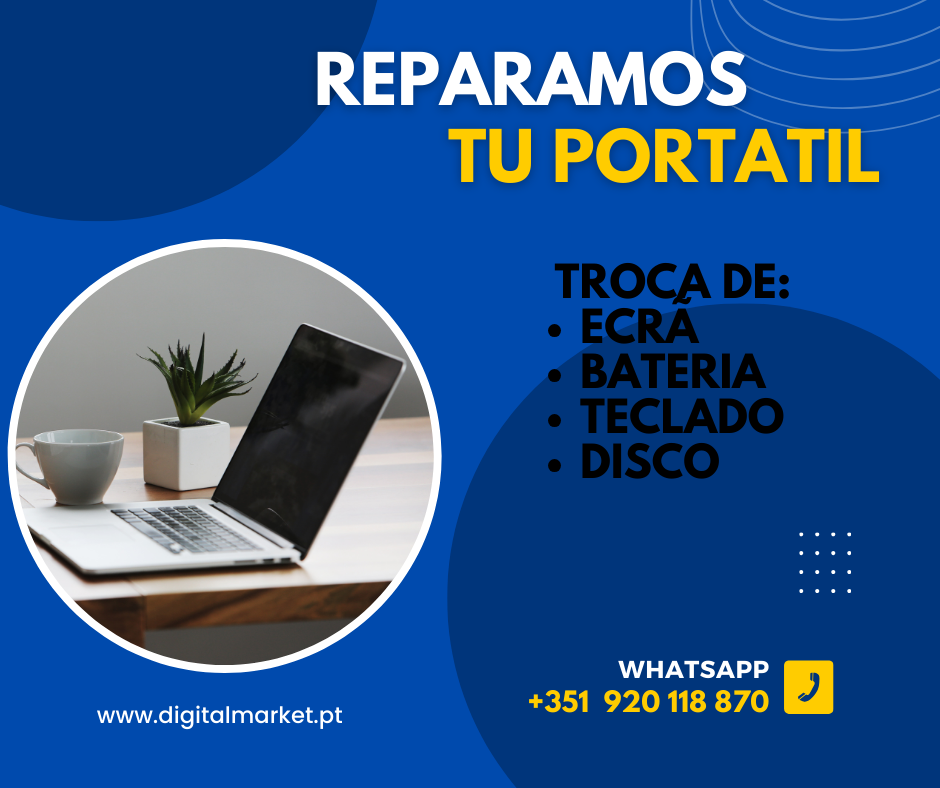 REPARAMOS
TU PORTATIL
TROCA DE:
• ECRÃ
• BATERIA
• TECLADO
• DISCO
WHATSAPP
+351 920 118 870
www.digitalmarket.pt